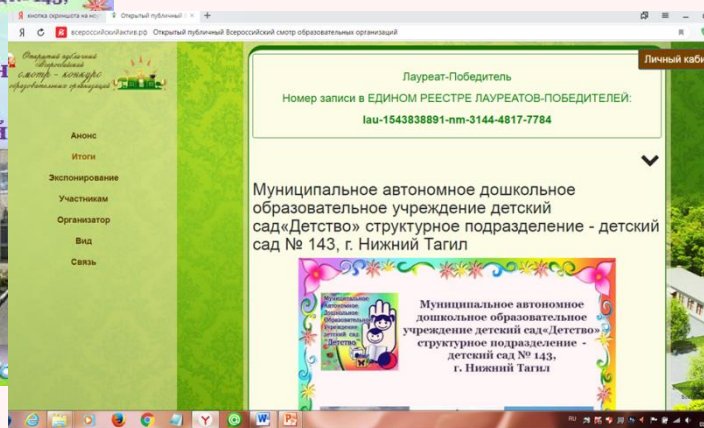 кнопка скриншота на но
Открытый публичный
всероссийскийактив.рф Открытый публичный Всероссийский смотр образовательных организаций
Личный каби
Открытый публичный
Всероссийский
смотр - конкурс
образовательных организаций
Анонс
Итоги
Экспонирование
Участникам
Организатор
Вид
Связь
Лауреат-Победитель
Номер записи в ЕДИНОМ РЕЕСТРЕ ЛАУРЕАТОВ-ПОБЕДИТЕЛЕЙ:
lau-1543838891-nm-3144-4817-7784
Муниципальное автономное дошкольное
образовательное учреждение детский
сад«Детство» структурное подразделение - детский
сад № 143, г. Нижний Тагил
Муниципальное
Автономное
Дошкольное
Образовательное
Учреждение
детский сад
"Детство"
Муниципальное автономное
дошкольное образовательное
учреждение детский сад«Детство»
структурное подразделение -
детский сад № 143,
г. Нижний Тагил
RU